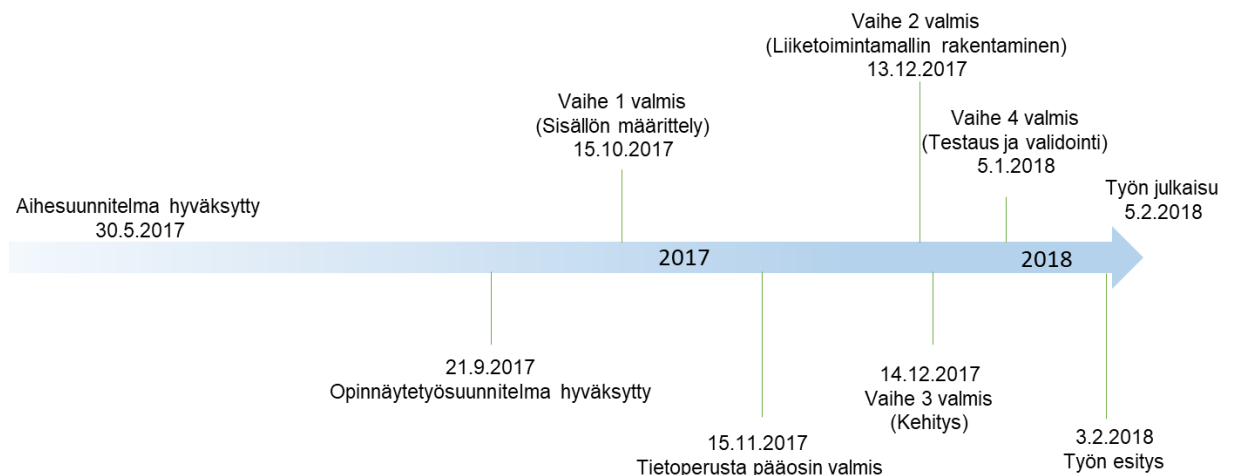 Vaihe 2 valmis
(Liiketoimintamallin rakentaminen)
13.12.2017
Vaihe 1 valmis
(Sisällön määrittely)
15.10.2017
Vaihe 4 valmis
(Testaus ja validointi)
5.1.2018
Työn julkaisu
5.2.2018
Aihesuunnitelma hyväksytty
30.5.2017
2017
2018
21.9.2017
Opinnäytetyösuunnitelma hyväksytty
14.12.2017
Vaihe 3 valmis
(Kehitys)
15.11.2017
Tietoperusta pääosin valmis
3.2.2018
Työn esitys